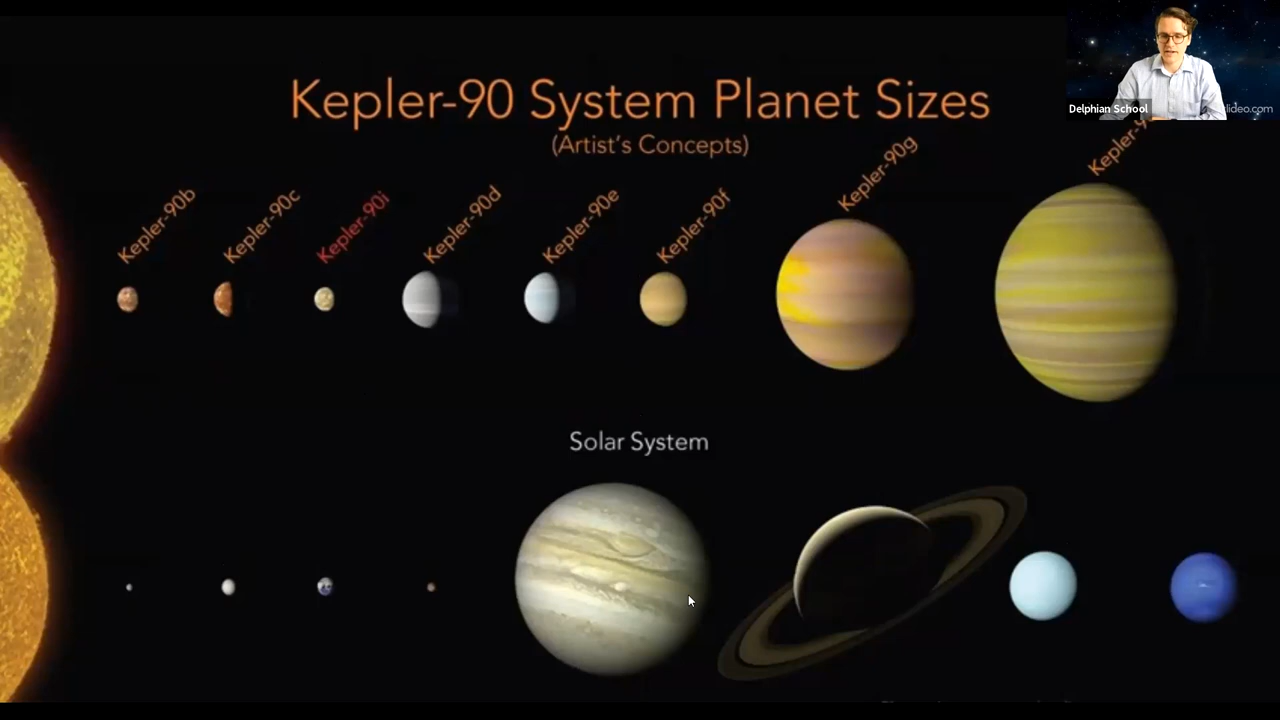 Kepler-90 System Planet Sizes
(Artist's Concepts)
Delphian School
Kepler-90b
Kepler-90c
Kepler-90i
Kepler-90d
Kepler-90e
Kepler-90f
Kepler-90g
Solar System